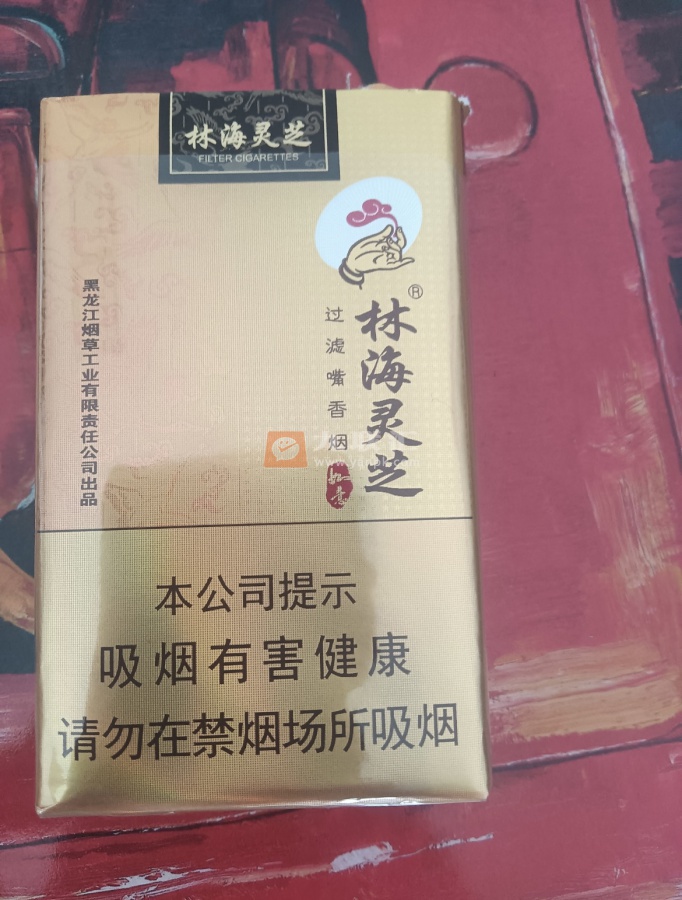 林海灵芝
FILTER CIGARETTES
®
林海灵芝
过滤嘴香烟
如意
黑龙江烟草工业有限责任公司出品
本公司提示
吸烟有害健康
请勿在禁烟场所吸烟